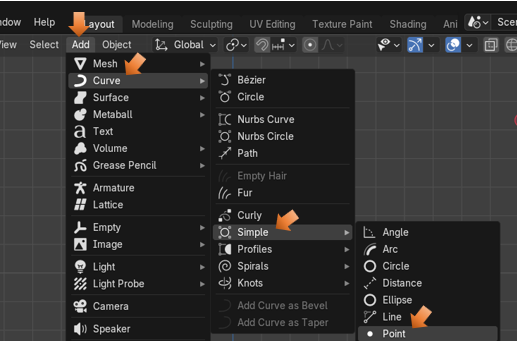 ndow Help Layout Modeling Sculpting UV Editing Texture Paint Shading Ani Scen
View Select Add Object Global
Mesh
Curve
Surface
Metaball
Text
Volume
Grease Pencil
Armature
Lattice
Empty
Image
Light
Light Probe
Camera
Speaker
Bézier
Circle
Nurbs Curve
Nurbs Circle
Path
Empty Hair
Fur
Curly
Simple
Profiles
Spirals
Knots
Add Curve as Bevel
Add Curve as Taper
Angle
Arc
Circle
Distance
Ellipse
Line
Point